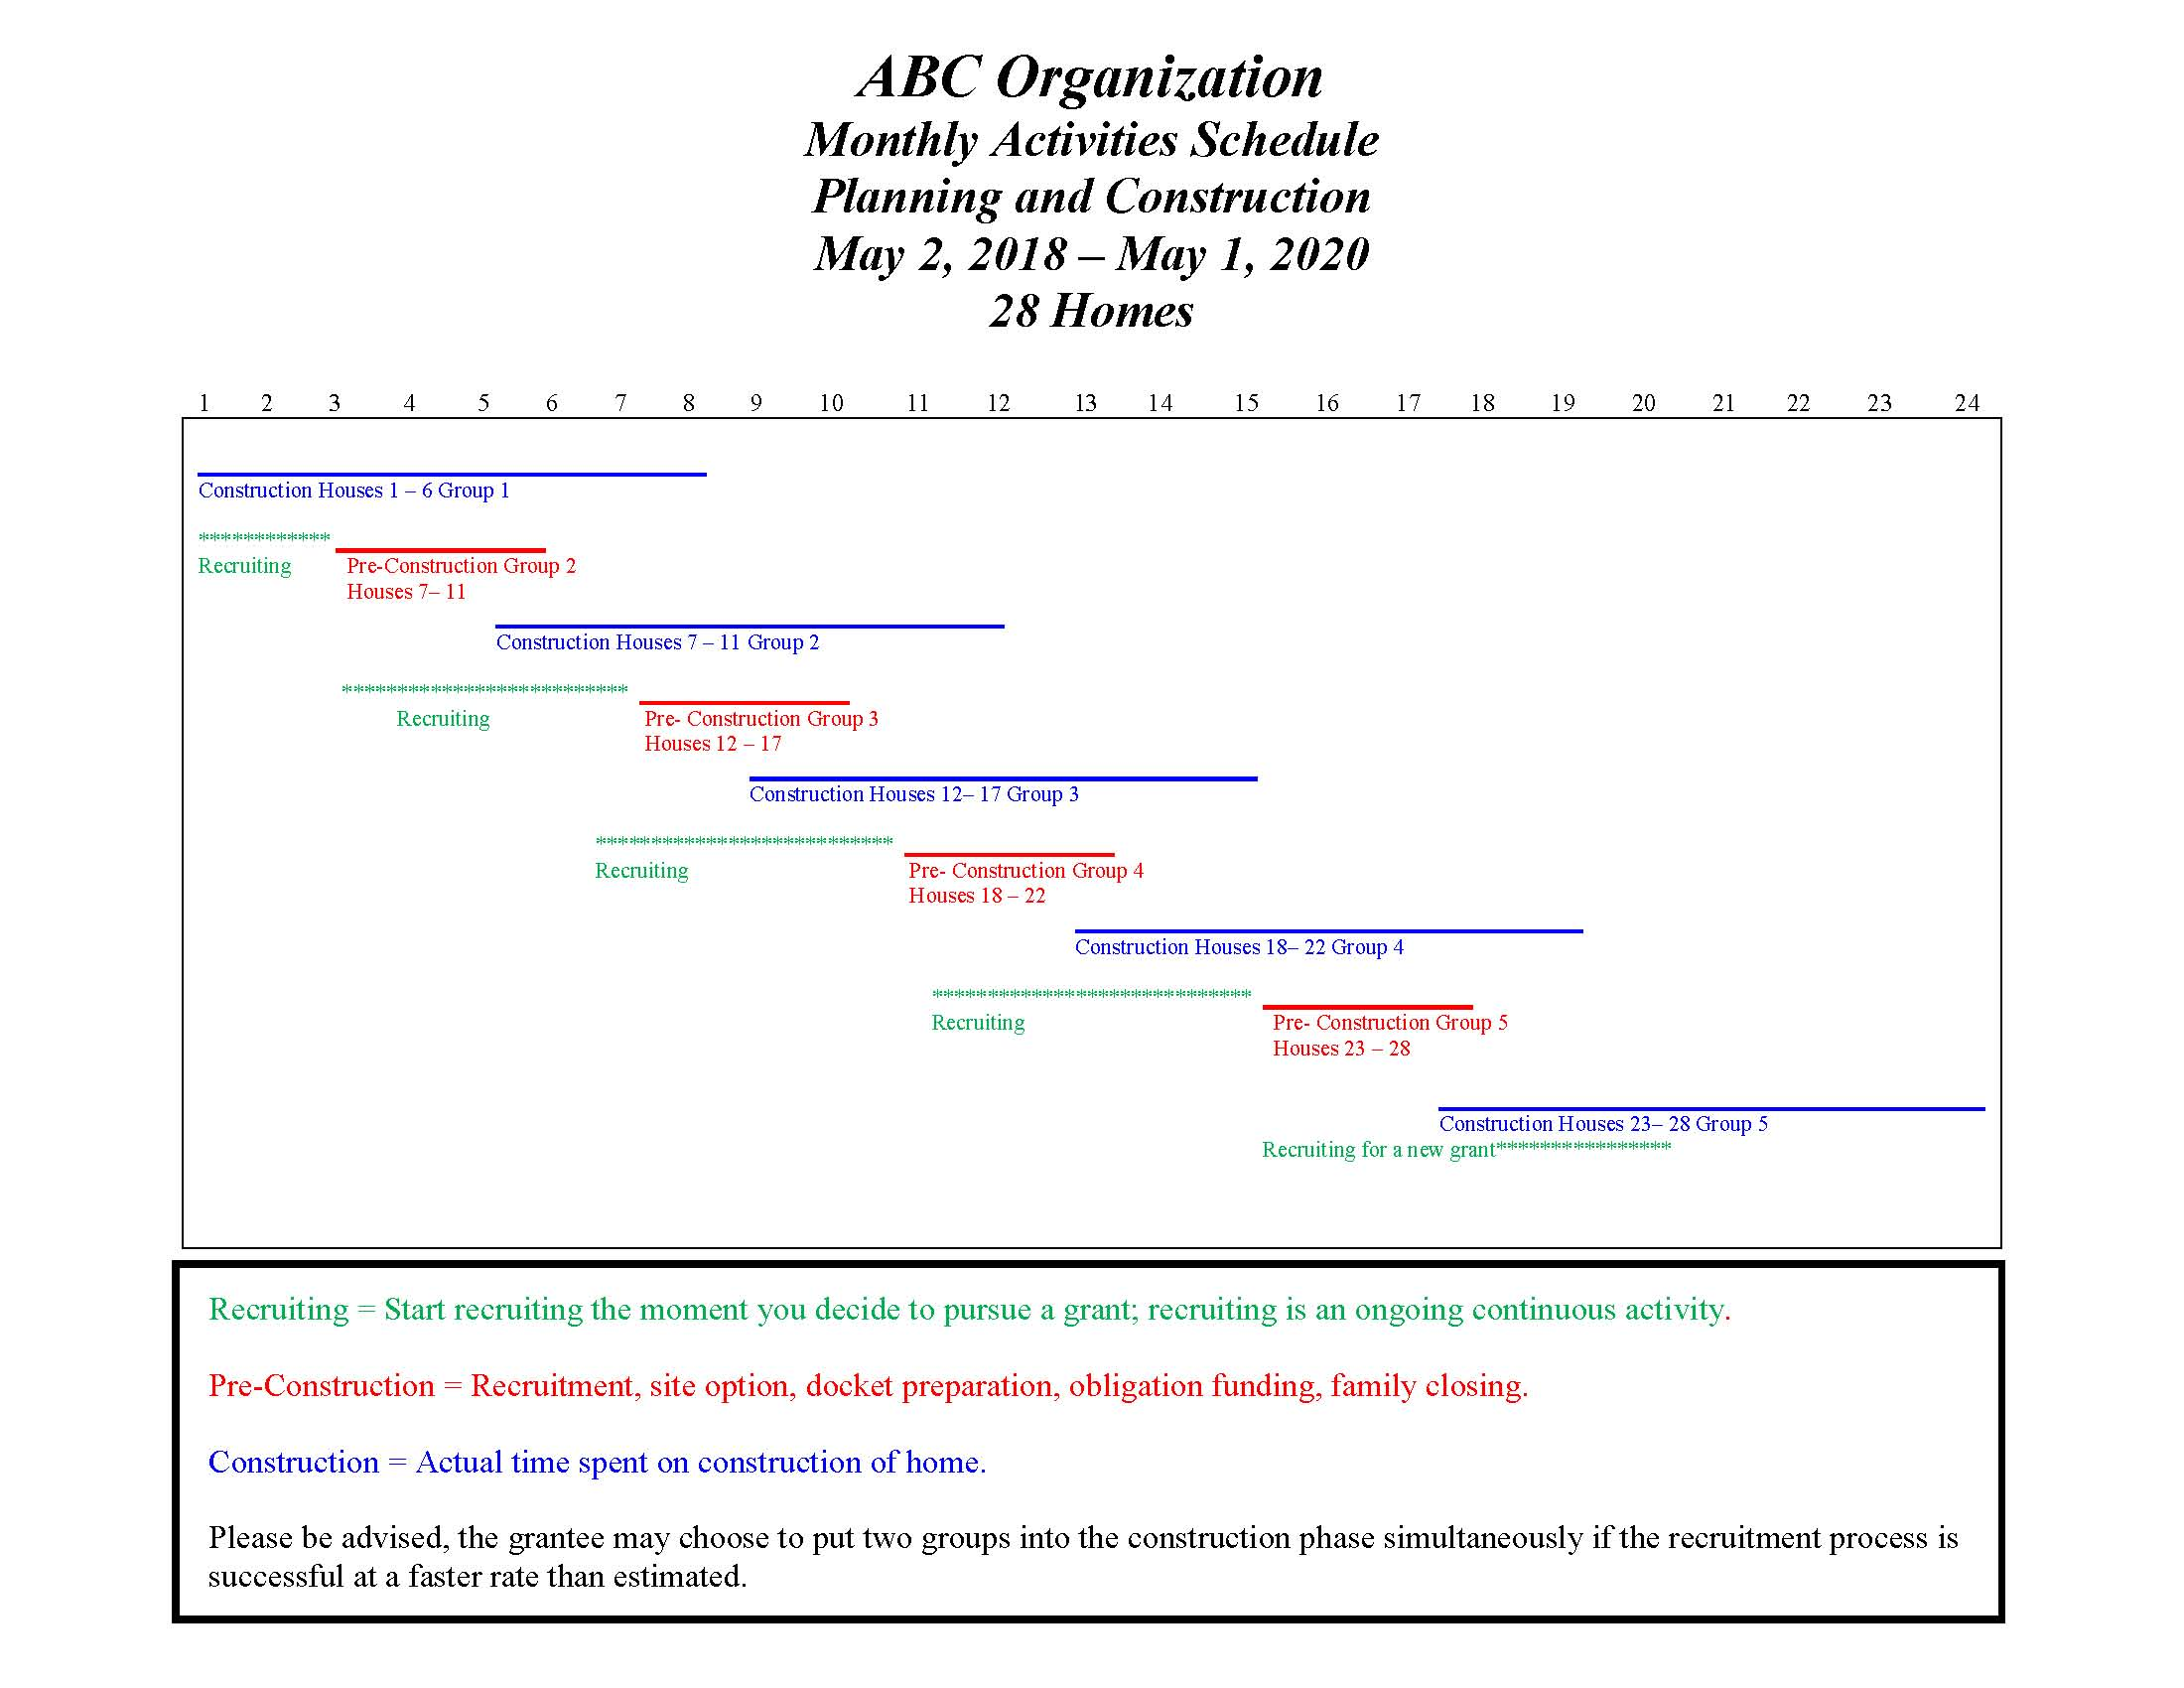 ABC Organization
Monthly Activities Schedule
Planning and Construction
May 2, 2018 – May 1, 2020
28 Homes
1 2 3 4 5 6 7 8 9 10 11 12 13 14 15 16 17 18 19 20 21 22 23 24
Construction Houses 1 – 6 Group 1
************
Recruiting Pre-Construction Group 2
Houses 7– 11
Construction Houses 7 – 11 Group 2
**************************
Recruiting Pre- Construction Group 3
Houses 12 – 17
Construction Houses 12– 17 Group 3
***************************
Recruiting Pre- Construction Group 4
Houses 18 – 22
Construction Houses 18– 22 Group 4
*****************************
Recruiting Pre- Construction Group 5
Houses 23 – 28
Construction Houses 23– 28 Group 5
Recruiting for a new grant****************
Recruiting = Start recruiting the moment you decide to pursue a grant; recruiting is an ongoing continuous activity.
Pre-Construction = Recruitment, site option, docket preparation, obligation funding, family closing.
Construction = Actual time spent on construction of home.
Please be advised, the grantee may choose to put two groups into the construction phase simultaneously if the recruitment process is
successful at a faster rate than estimated.